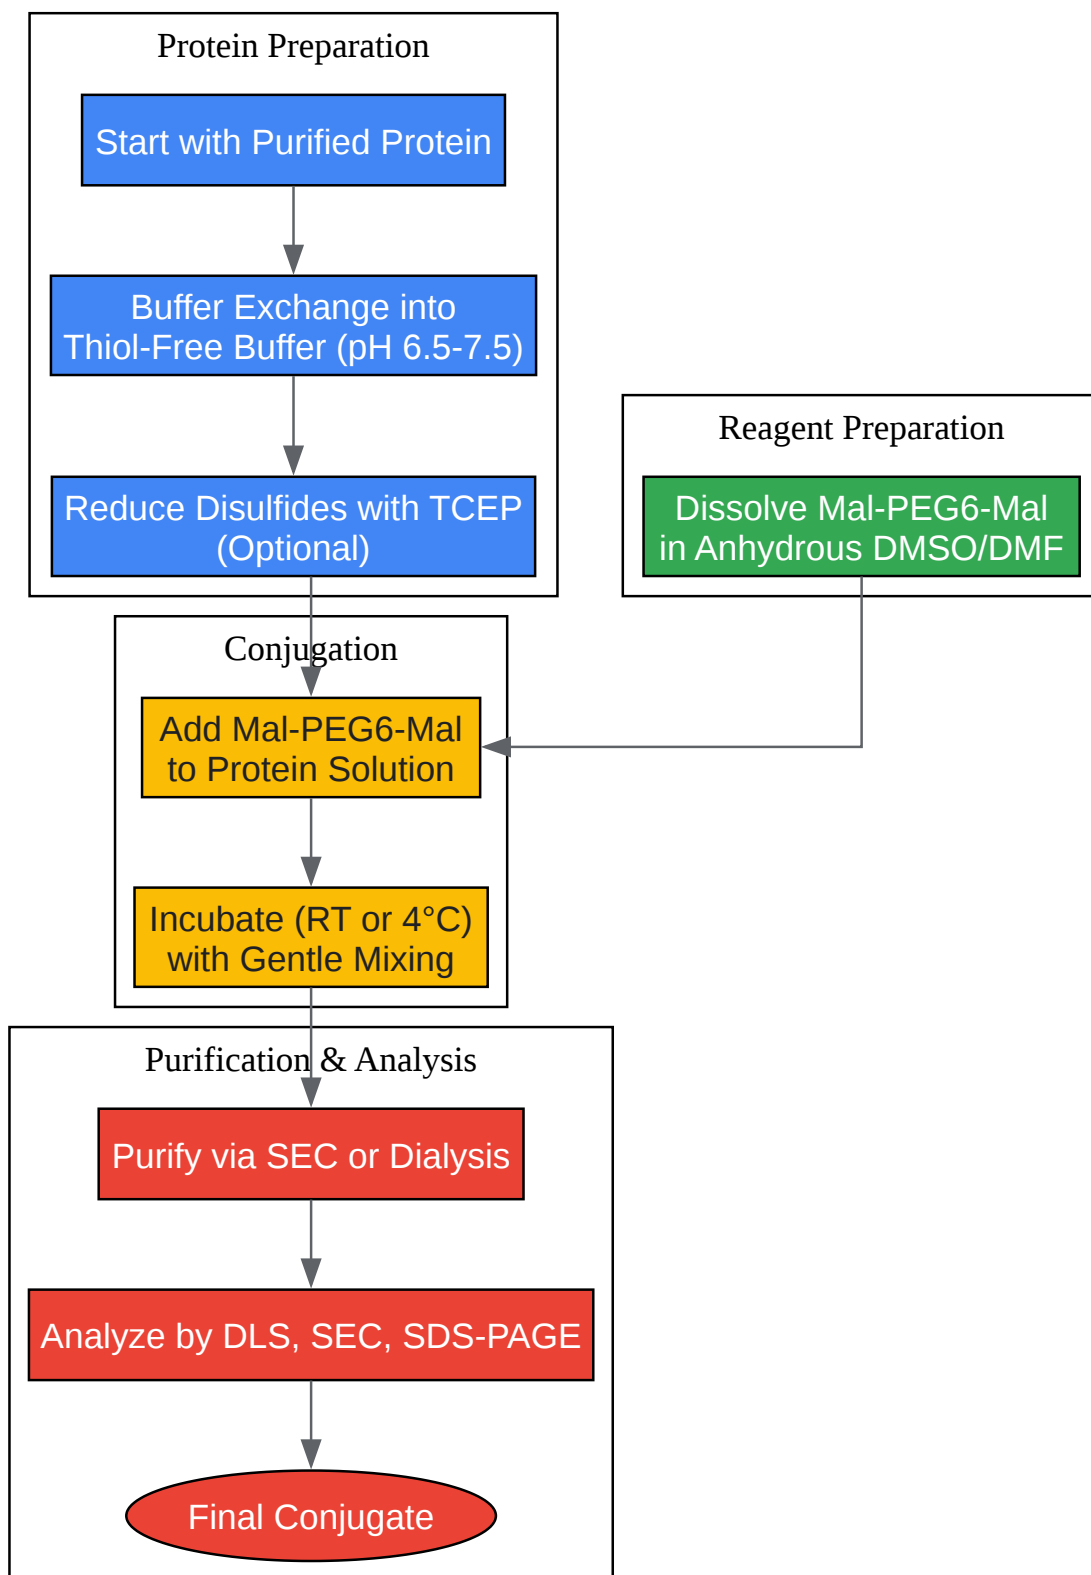 Protein Preparation
Start with Purified Protein
Buffer Exchange into
Thiol-Free Buffer (pH 6.5-7.5)
Reduce Disulfides with TCEP
(Optional)
Reagent Preparation
Dissolve Mal-PEG6-Mal
in Anhydrous DMSO/DMF
Conjugation
Add Mal-PEG6-Mal
to Protein Solution
Incubate (RT or 4°C)
with Gentle Mixing
Purification & Analysis
Purify via SEC or Dialysis
Analyze by DLS, SEC, SDS-PAGE
Final Conjugate